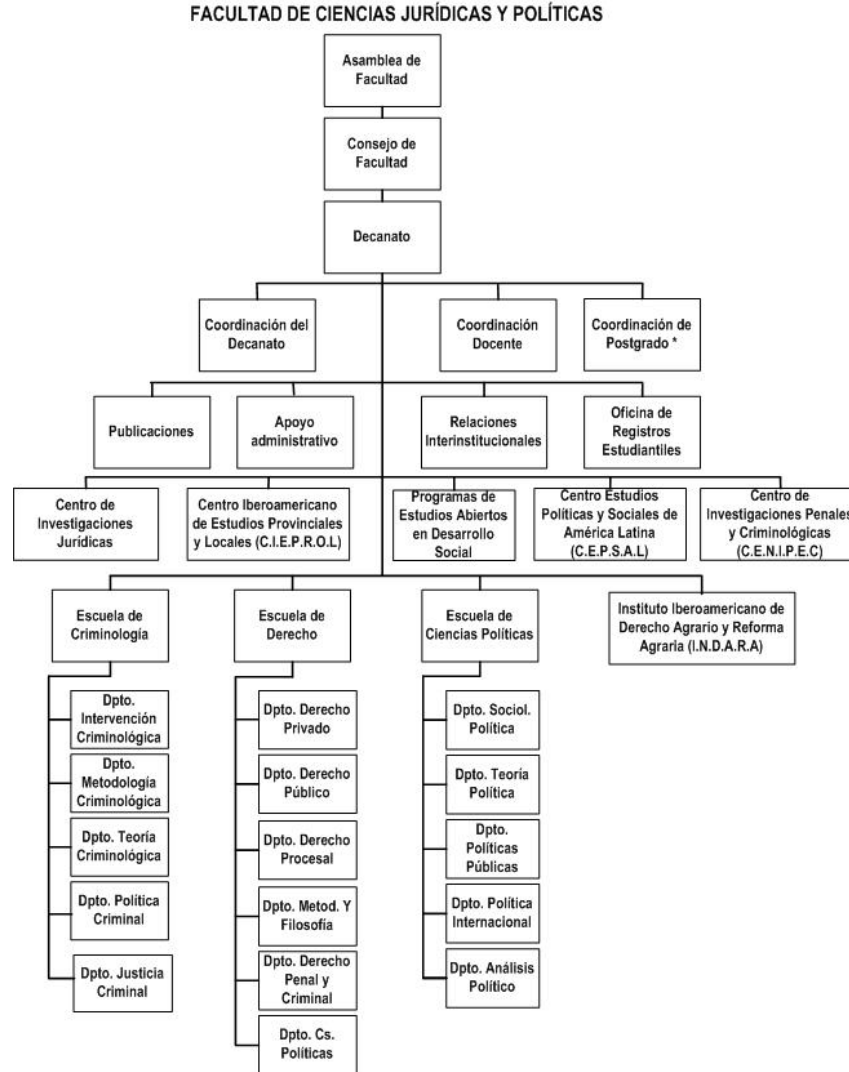 FACULTAD DE CIENCIAS JURÍDICAS Y POLÍTICAS
Asamblea de
Facultad
Consejo de
Facultad
Decanato
Coordinación del
Decanato
Coordinación
Docente
Coordinación de
Postgrado *
Publicaciones
Apoyo
administrativo
Relaciones
Interinstitucionales
Oficina de
Registros
Estudiantiles
Centro de
Investigaciones
Jurídicas
Centro Iberoamericano
de Estudios Provinciales
y Locales (C.I.E.P.R.O.L)
Programas de
Estudios Abiertos
en Desarrollo
Social
Centro Estudios
Políticas y Sociales de
América Latina
(C.E.P.S.A.L)
Centro de
Investigaciones Penales
y Criminológicas
(C.E.N.I.P.E.C)
Escuela de
Criminología
Escuela de
Derecho
Escuela de
Ciencias Políticas
Instituto Iberoamericano de
Derecho Agrario y Reforma
Agraria (I.N.D.A.R.A)
Dpto.
Intervención
Criminológica
Dpto.
Metodología
Criminológica
Dpto. Teoría
Criminológica
Dpto. Política
Criminal
Dpto. Justicia
Criminal
Dpto. Derecho
Privado
Dpto. Derecho
Público
Dpto. Derecho
Procesal
Dpto. Metod. Y
Filosofía
Dpto. Derecho
Penal y
Criminal
Dpto. Cs.
Políticas
Dpto. Sociol.
Política
Dpto. Teoría
Política
Dpto.
Políticas
Públicas
Dpto. Política
Internacional
Dpto. Análisis
Político